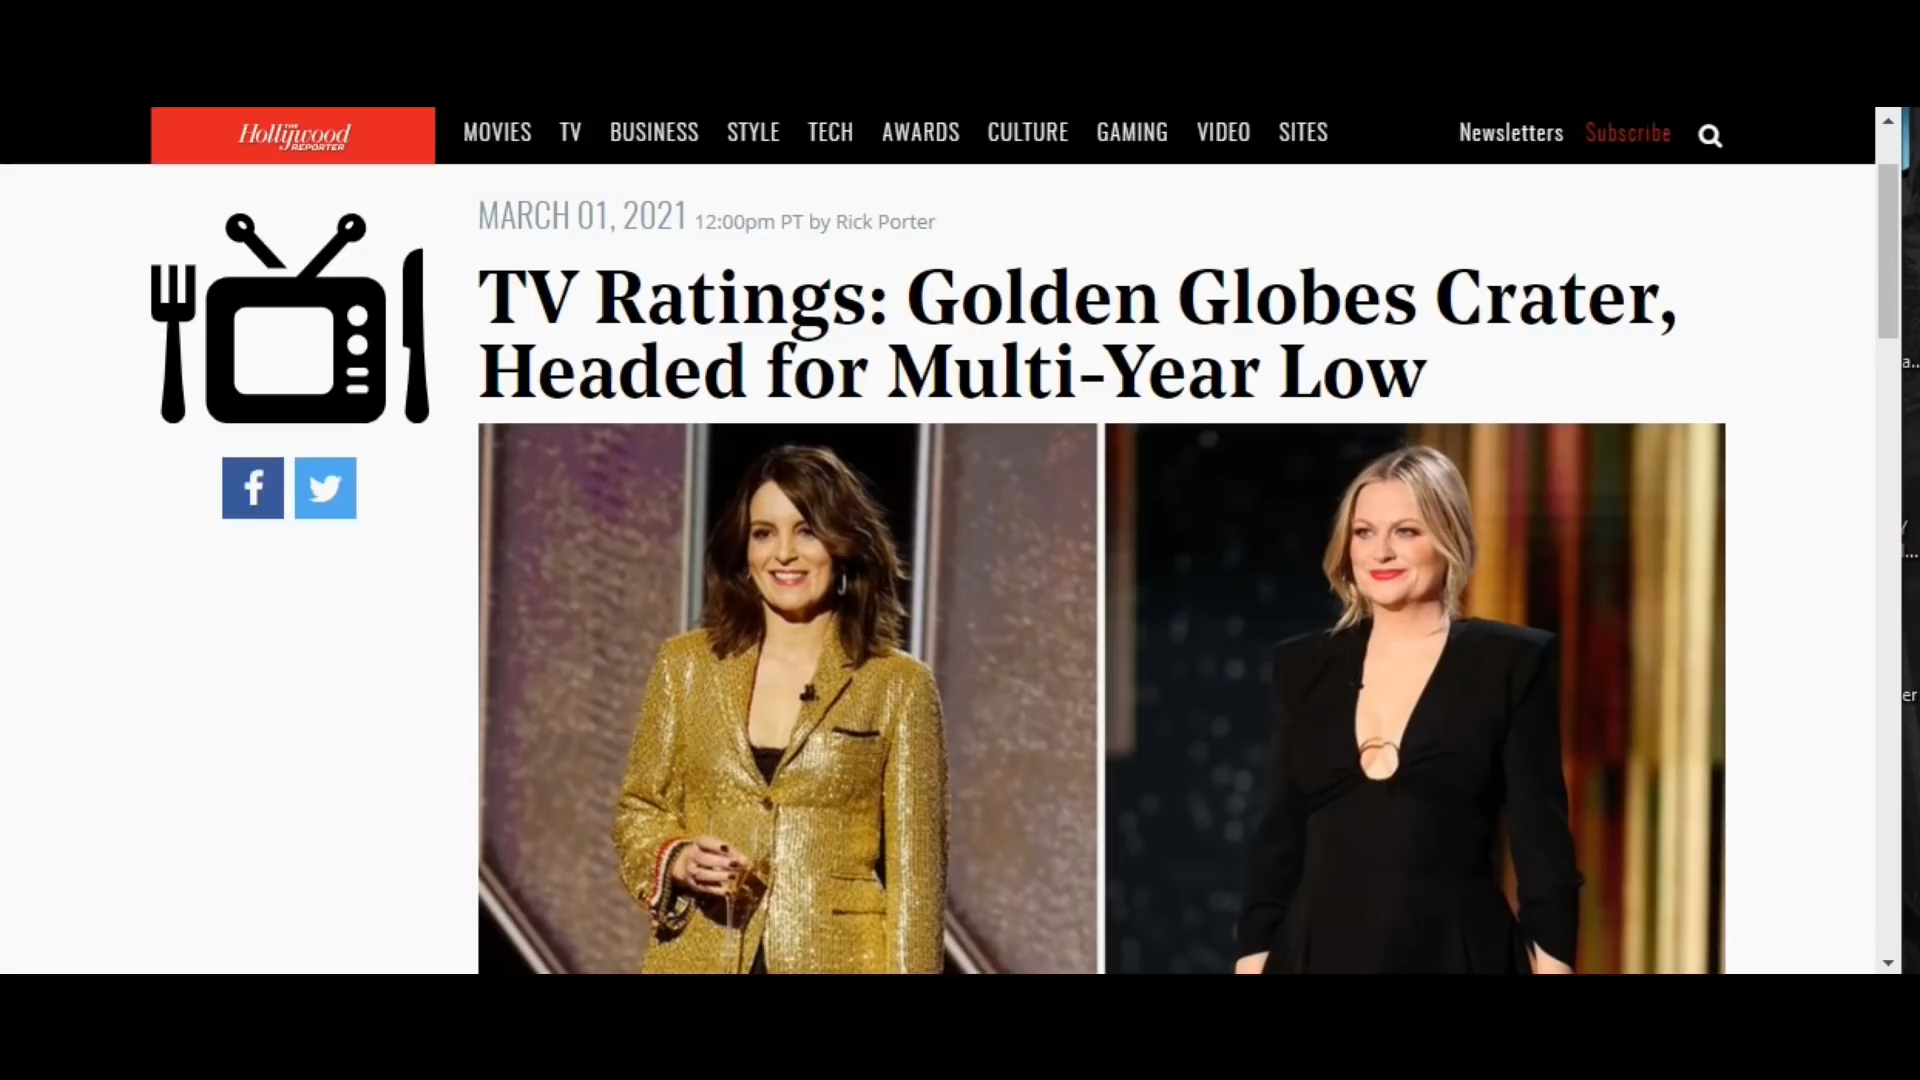 THE
Hollywood
REPORTER
MOVIES TV BUSINESS STYLE TECH AWARDS CULTURE GAMING VIDEO SITES
Newsletters Subscribe
MARCH 01, 2021 12:00pm PT by Rick Porter
TV Ratings: Golden Globes Crater,
Headed for Multi-Year Low
f
a...
er